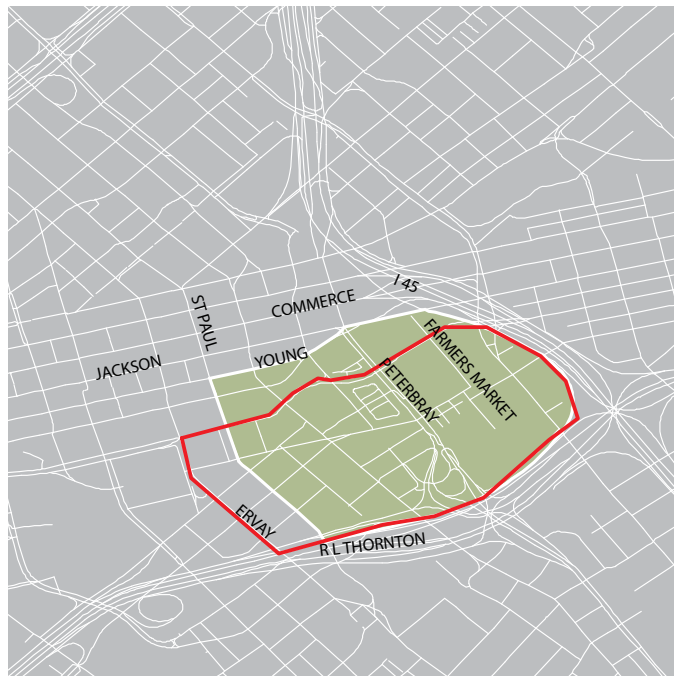 I 45
ST PAUL
COMMERCE
FARMERS MARKET
YOUNG
JACKSON
PETERBRAY
ERVAY
R L THORNTON